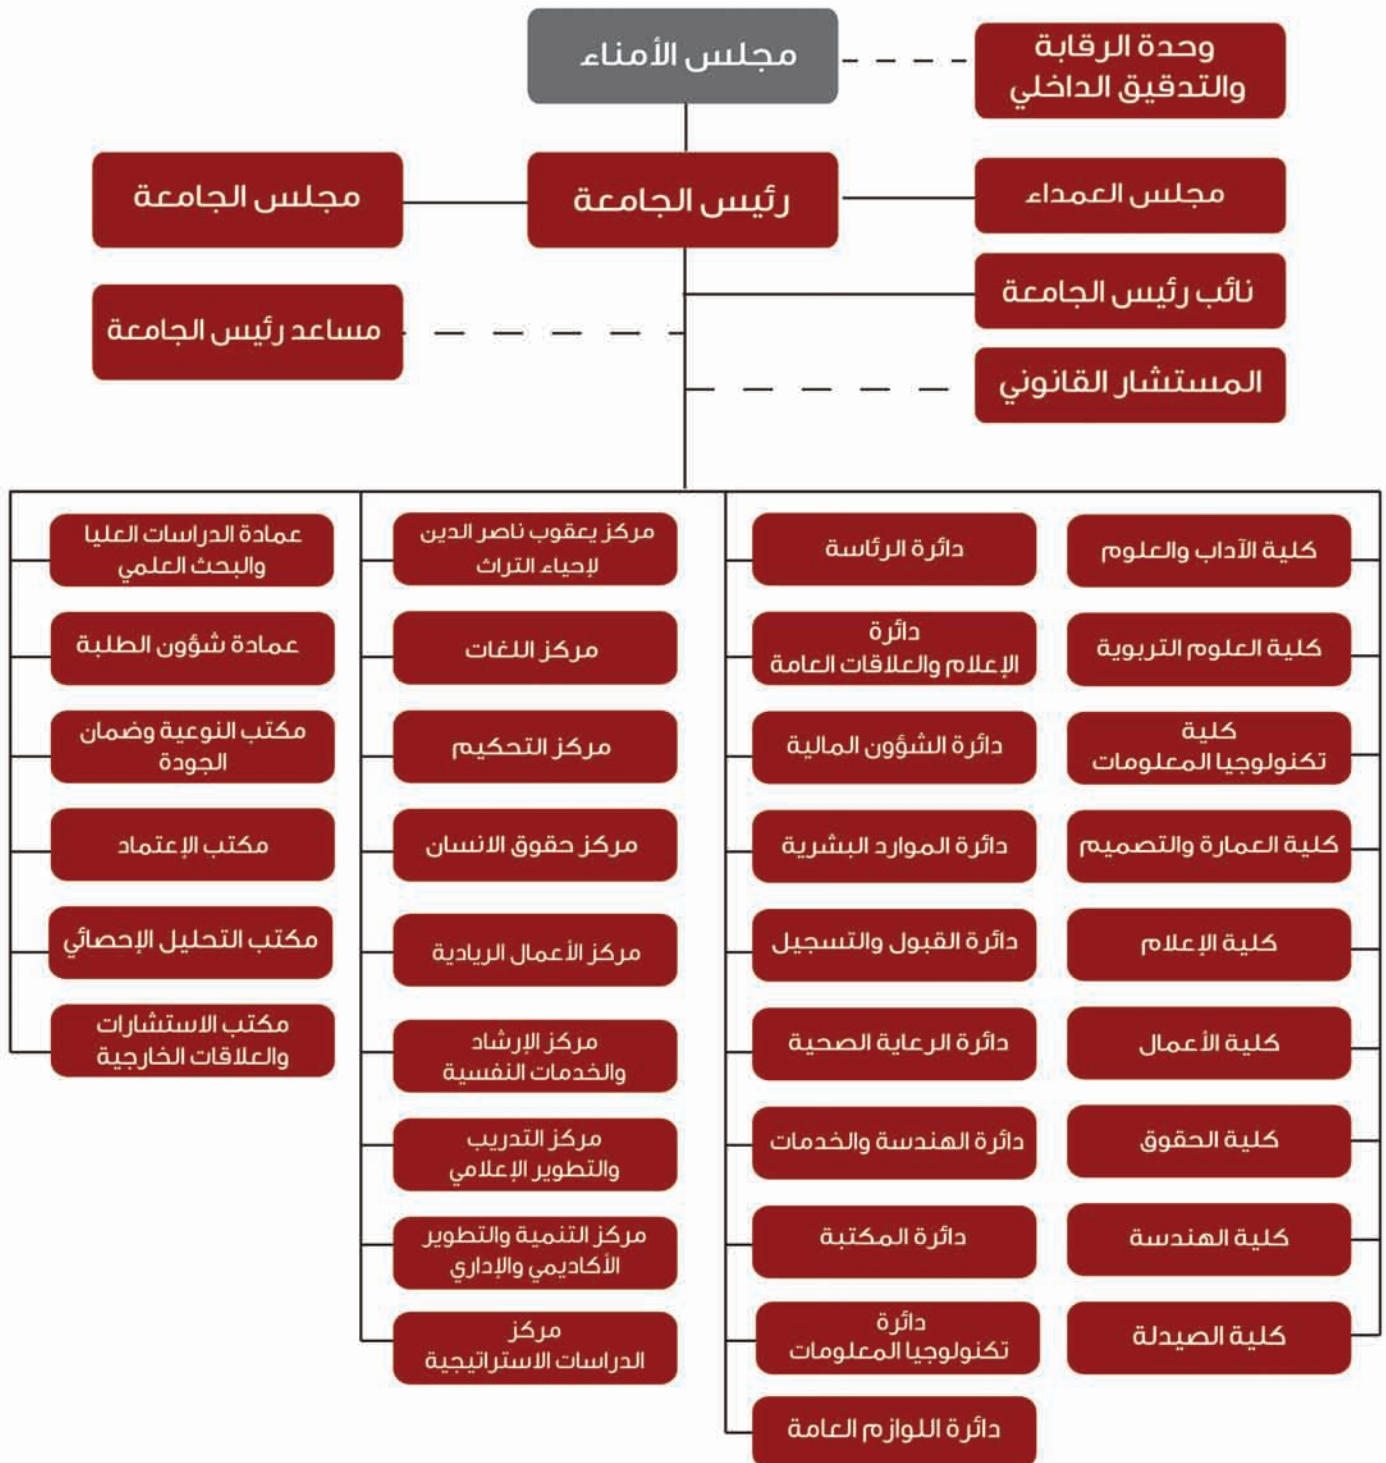 مجلس الأمناء
وحدة الرقابة
والتدقيق الداخلي
مجلس العمداء
رئيس الجامعة
مجلس الجامعة
نائب رئيس الجامعة
مساعد رئيس الجامعة
المستشار القانوني
كلية الآداب والعلوم
كلية العلوم التربوية
كلية
تكنولوجيا المعلومات
كلية العمارة والتصميم
كلية الإعلام
كلية الأعمال
كلية الحقوق
كلية الهندسة
كلية الصيدلة
دائرة الرئاسة
دائرة
الإعلام والعلاقات العامة
دائرة الشؤون المالية
دائرة الموارد البشرية
دائرة القبول والتسجيل
دائرة الرعاية الصحية
دائرة الهندسة والخدمات
دائرة المكتبة
دائرة
تكنولوجيا المعلومات
دائرة اللوازم العامة
مركز يعقوب ناصر الدين
لإحياء التراث
مركز اللغات
مركز التحكيم
مركز حقوق الانسان
مركز الأعمال الريادية
مركز الإرشاد
والخدمات النفسية
مركز التدريب
والتطوير الإعلامي
مركز التنمية والتطوير
الأكاديمي والإداري
مركز
الدراسات الاستراتيجية
عمادة الدراسات العليا
والبحث العلمي
عمادة شؤون الطلبة
مكتب النوعية وضمان
الجودة
مكتب الإعتماد
مكتب التحليل الإحصائي
مكتب الاستشارات
والعلاقات الخارجية